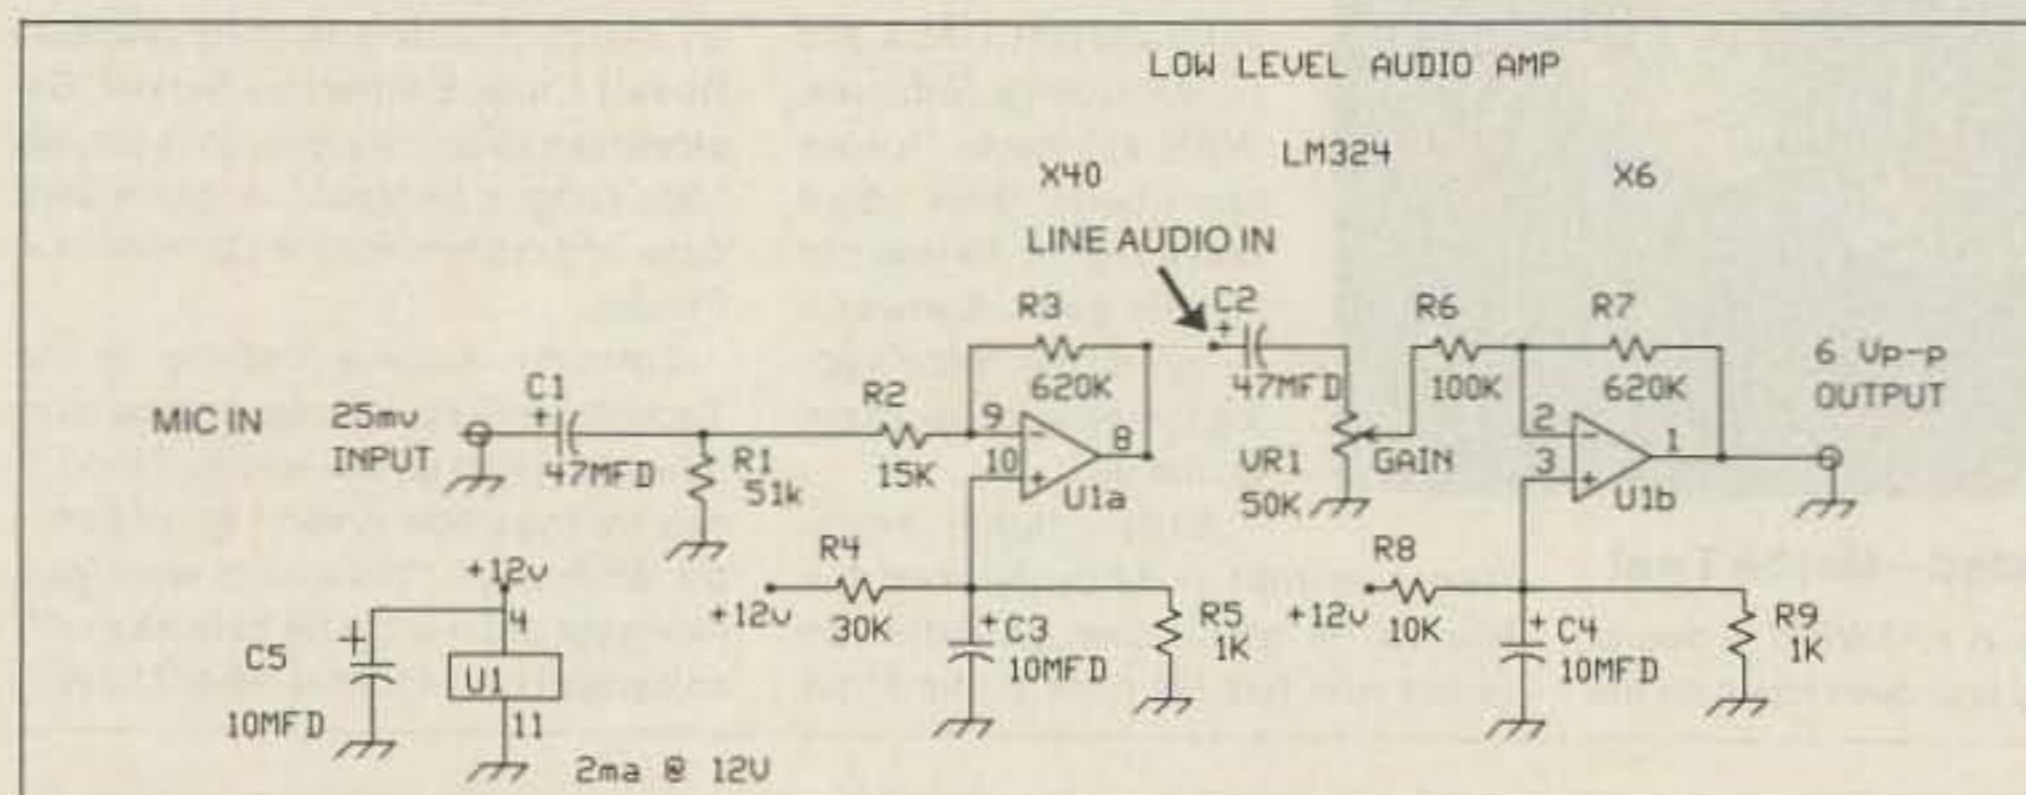 LOW LEVEL AUDIO AMP
LM324
X40
X6
LINE AUDIO IN
MIC IN
25mv
INPUT
C1
+
47MFD
R1
51k
R2
15K
R3
620K
9
10
-
+
8
U1a
C2
+
47MFD
VR1
50K
GAIN
R6
100K
R7
620K
2
3
-
+
1
U1b
6 Vp-p
OUTPUT
+12v
R4
30K
+
C3
10MFD
R5
1K
+12v
R8
10K
+
C4
10MFD
R9
1K
+12v
4
+
C5
10MFD
U1
11
2ma @ 12V